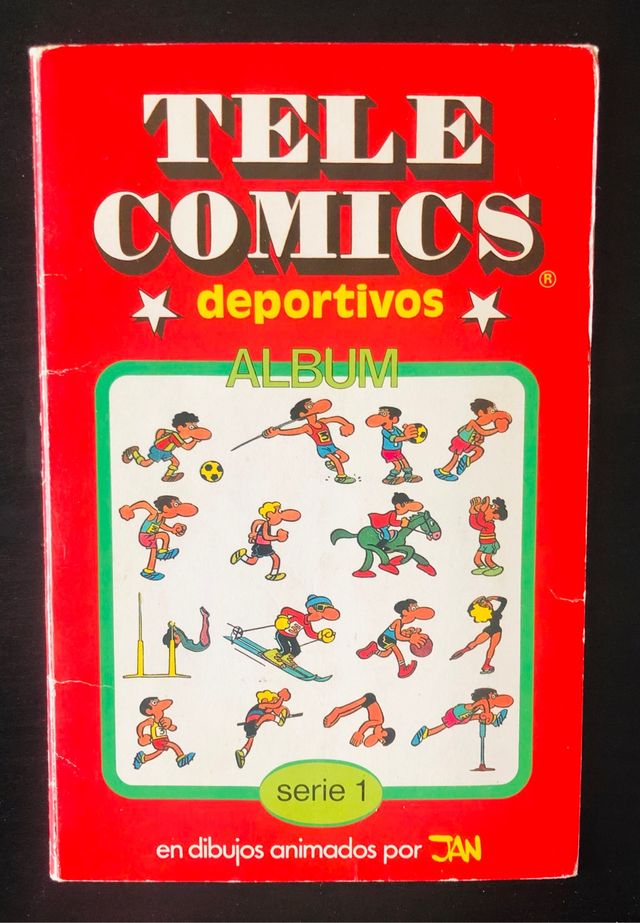 TELE
COMICS
®
deportivos
ALBUM
serie 1
en dibujos animados por JAN